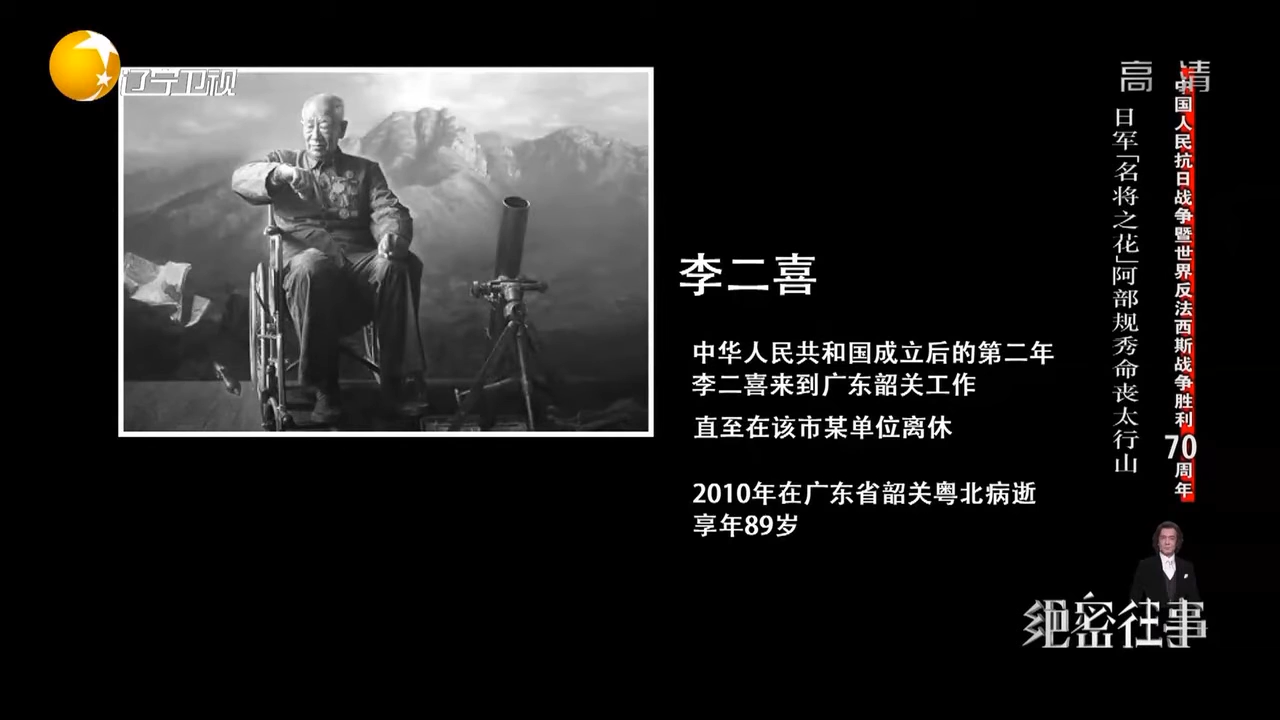 辽宁卫视
高清
中国人民抗日战争暨世界反法西斯战争胜利70周年
日军「名将之花」阿部规秀命丧太行山
李二喜
中华人民共和国成立后的第二年
李二喜来到广东韶关工作
直至在该市某单位离休
2010年在广东省韶关粤北病逝
享年89岁
绝密往事